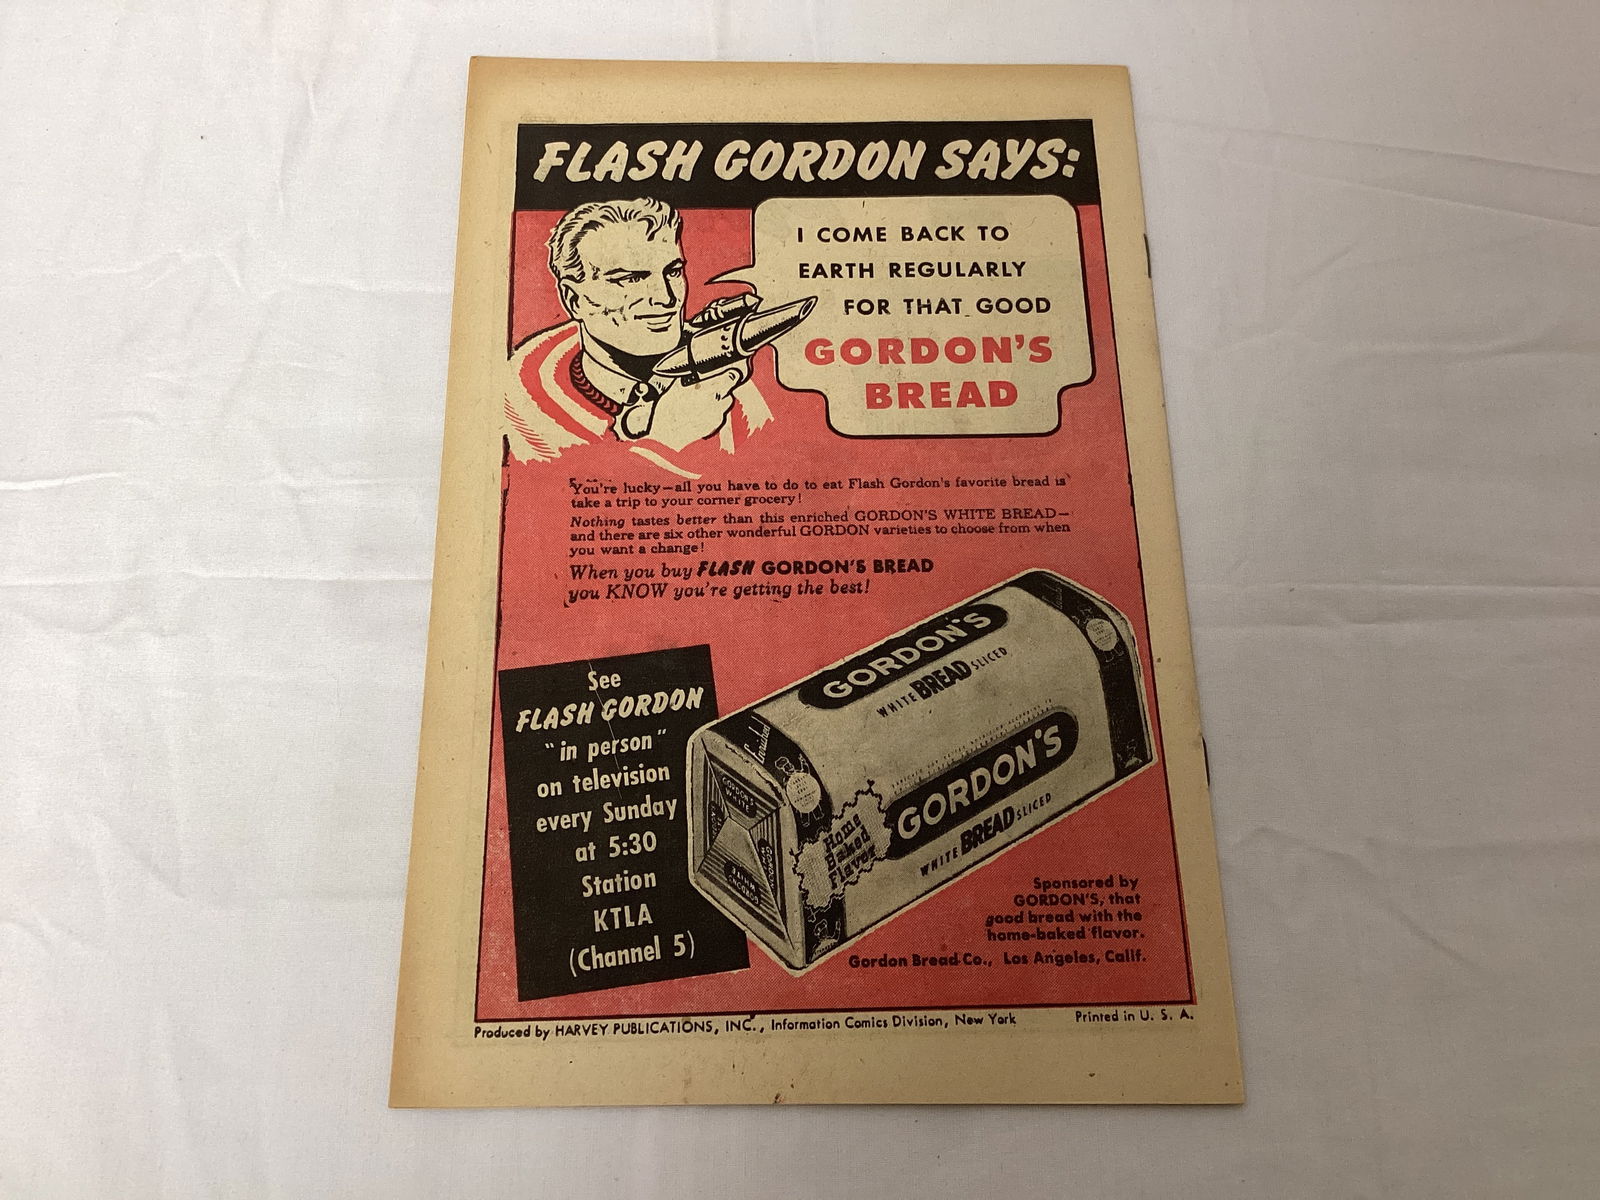 FLASH GORDON SAYS:
I COME BACK TO
EARTH REGULARLY
FOR THAT GOOD
GORDON'S
BREAD
You're lucky—all you have to do to eat Flash Gordon's favorite bread is
take a trip to your corner grocery!
Nothing tastes better than this enriched GORDON'S WHITE BREAD—
and there are six other wonderful GORDON varieties to choose from when
you want a change!
When you buy FLASH GORDON'S BREAD
you KNOW you're getting the best!
See
FLASH GORDON
"in person"
on television
every Sunday
at 5:30
Station
KTLA
(Channel 5)
GORDON'S
WHITE BREAD SLICED
GORDON'S
WHITE BREAD SLICED
Enriched
Home
Baked
Flavor
GORDON'S
WHITE
GORDON'S
WHITE
Sponsored by
GORDON'S, that
good bread with the
home-baked flavor.
Gordon Bread Co., Los Angeles, Calif.
Produced by HARVEY PUBLICATIONS, INC., Information Comics Division, New York
Printed in U. S. A.